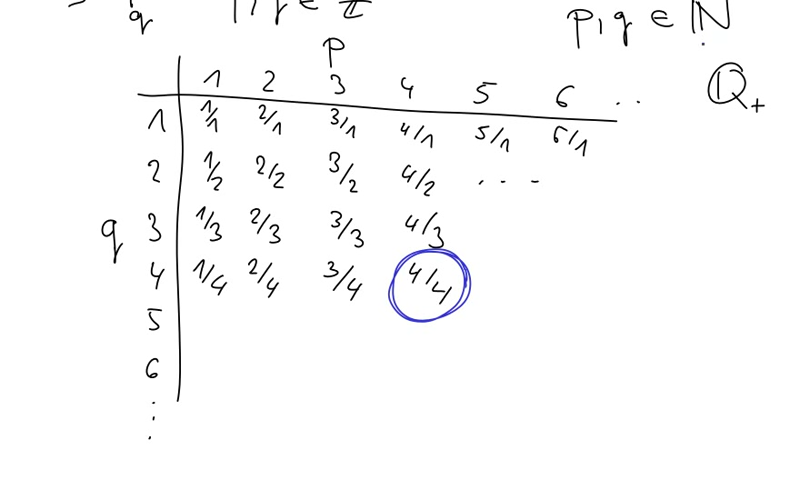 q p, q ∈ ℤ p, q ∈ ℕ
p
1 2 3 4 5 6 .. ℚ+
1 1/1 2/1 3/1 4/1 5/1 6/1
2 1/2 2/2 3/2 4/2 ...
q 3 1/3 2/3 3/3 4/3
4 1/4 2/4 3/4 4/4
5
6
⋮